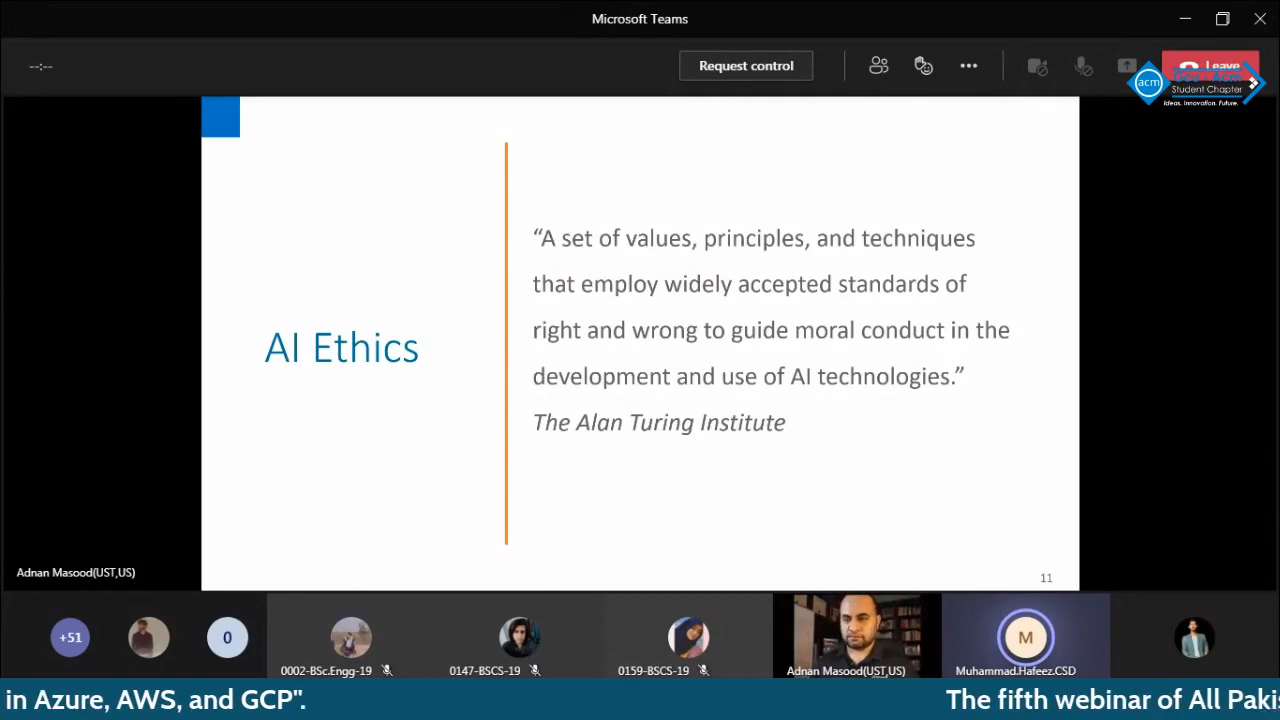 Microsoft Teams
--:--
Request control
Leave
acm
Student Chapter
Ideas. Innovation. Future.
AI Ethics
“A set of values, principles, and techniques
that employ widely accepted standards of
right and wrong to guide moral conduct in the
development and use of AI technologies.”
The Alan Turing Institute
11
Adnan Masood(UST,US)
+51
0
M
0002-BSc.Engg-19
0147-BSCS-19
0159-BSCS-19
Adnan Masood(UST,US)
Muhammad.Hafeez.CSD
in Azure, AWS, and GCP".
The fifth webinar of All Pakis